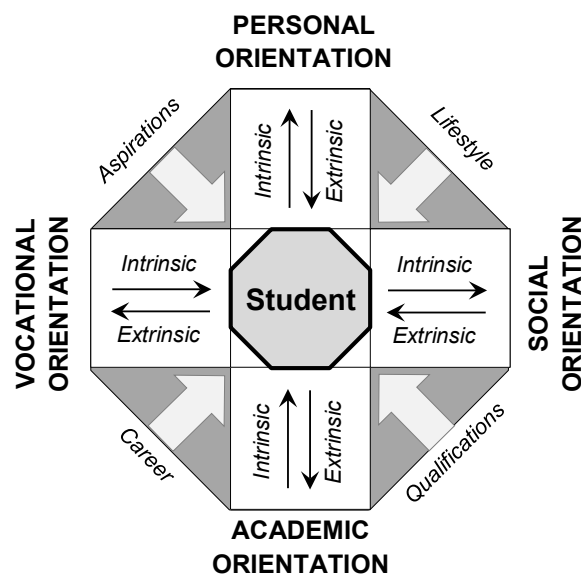 PERSONAL
ORIENTATION
Aspirations
Lifestyle
Intrinsic
Extrinsic
VOCATIONAL
ORIENTATION
Intrinsic
Extrinsic
Student
Intrinsic
Extrinsic
SOCIAL
ORIENTATION
Career
Intrinsic
Extrinsic
Qualifications
ACADEMIC
ORIENTATION